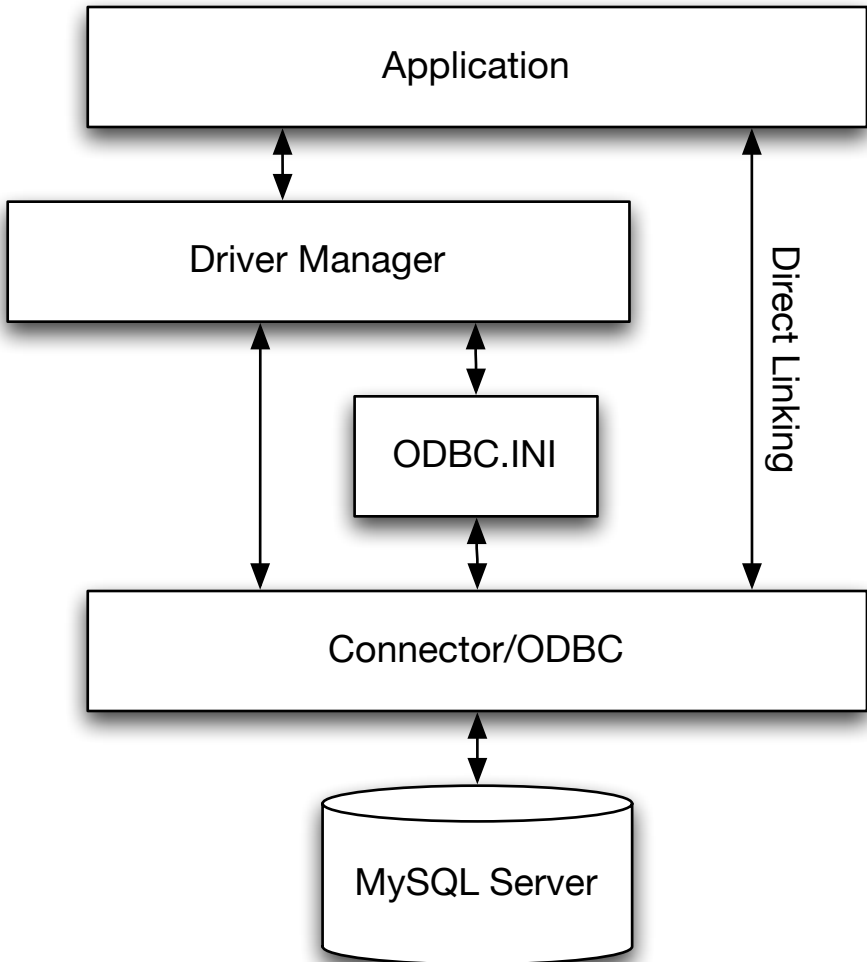 Application
Driver Manager
Direct Linking
ODBC.INI
Connector/ODBC
MySQL Server